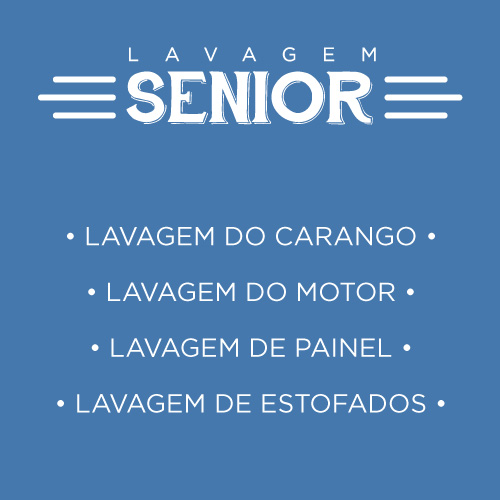 LAVAGEM
SENIOR
• LAVAGEM DO CARANGO •
• LAVAGEM DO MOTOR •
• LAVAGEM DE PAINEL •
• LAVAGEM DE ESTOFADOS •